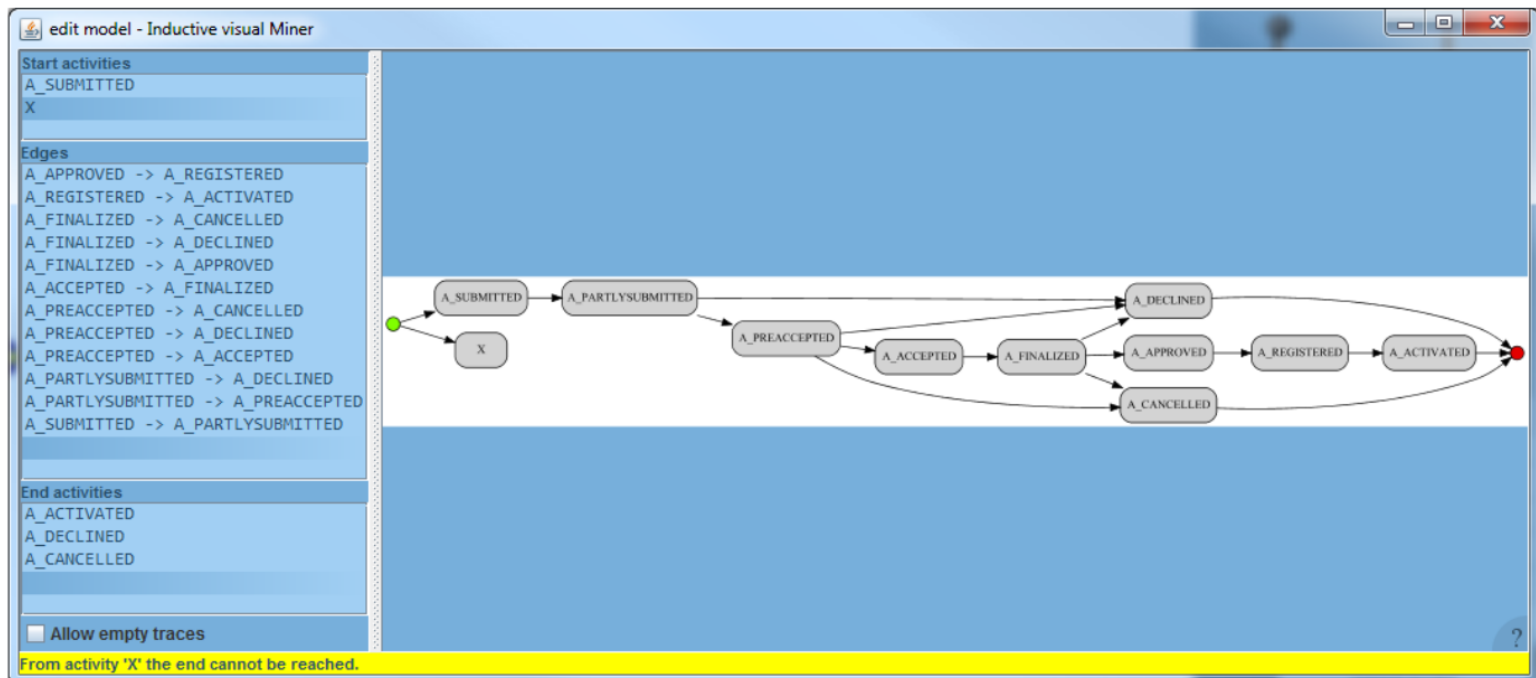 edit model - Inductive visual Miner
Start activities
A_SUBMITTED
X
Edges
A_APPROVED -> A_REGISTERED
A_REGISTERED -> A_ACTIVATED
A_FINALIZED -> A_CANCELLED
A_FINALIZED -> A_DECLINED
A_FINALIZED -> A_APPROVED
A_ACCEPTED -> A_FINALIZED
A_PREACCEPTED -> A_CANCELLED
A_PREACCEPTED -> A_DECLINED
A_PREACCEPTED -> A_ACCEPTED
A_PARTLYSUBMITTED -> A_DECLINED
A_PARTLYSUBMITTED -> A_PREACCEPTED
A_SUBMITTED -> A_PARTLYSUBMITTED
End activities
A_ACTIVATED
A_DECLINED
A_CANCELLED
Allow empty traces
From activity 'X' the end cannot be reached.
A_SUBMITTED
A_PARTLYSUBMITTED
A_DECLINED
X
A_PREACCEPTED
A_ACCEPTED
A_FINALIZED
A_APPROVED
A_REGISTERED
A_ACTIVATED
A_CANCELLED
?